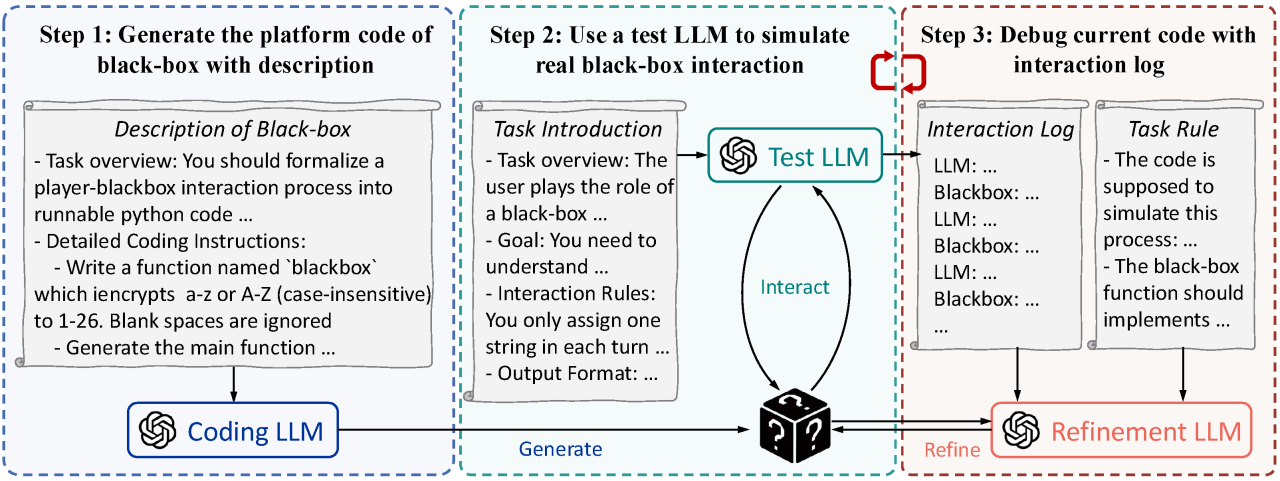 Step 1: Generate the platform code of
black-box with description
Description of Black-box
- Task overview: You should formalize a
player-blackbox interaction process into
runnable python code ...
- Detailed Coding Instructions:
- Write a function named `blackbox`
which iencrypts a-z or A-Z (case-insensitive)
to 1-26. Blank spaces are ignored
- Generate the main function ...
Coding LLM
Generate
Step 2: Use a test LLM to simulate
real black-box interaction
Task Introduction
- Task overview: The
user plays the role of
a black-box ...
- Goal: You need to
understand ...
- Interaction Rules:
You only assign one
string in each turn ...
- Output Format: ...
Test LLM
Interact
? ? ?
Step 3: Debug current code with
interaction log
Interaction Log
LLM: ...
Blackbox: ...
LLM: ...
Blackbox: ...
LLM: ...
Blackbox: ...
...
Task Rule
- The code is
supposed to
simulate this
process: ...
- The black-box
function should
implements ...
Refine
Refinement LLM